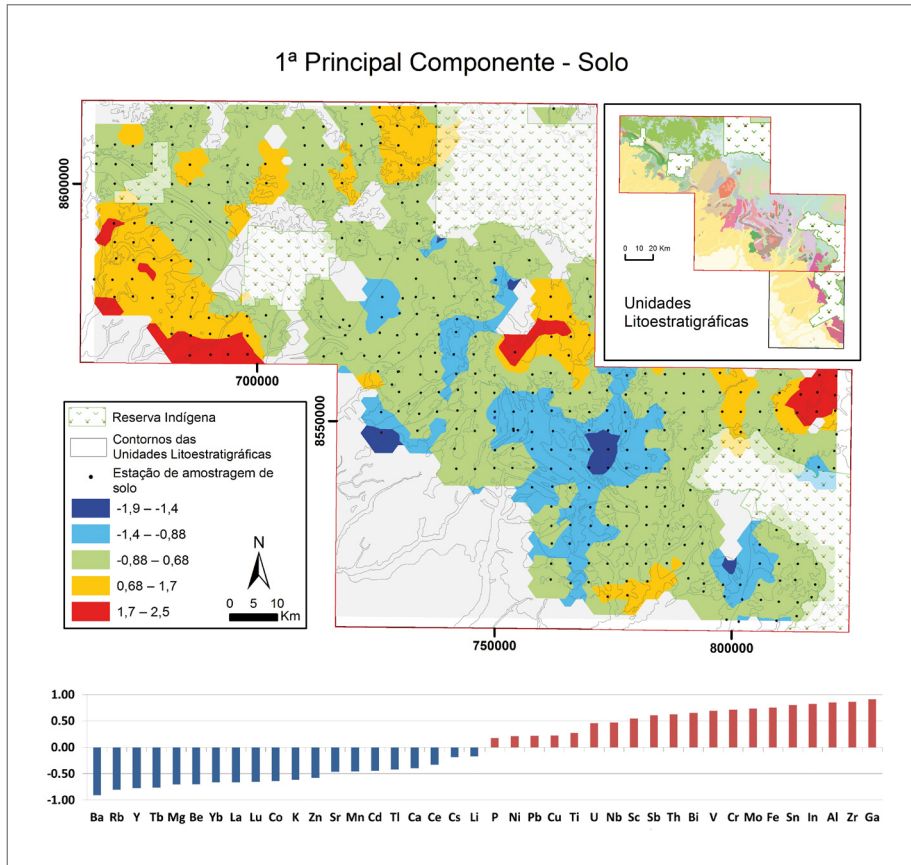 1ª Principal Componente - Solo
8600000
8550000
700000
750000
800000
0 10 20 Km
Unidades
Litoestratigráficas
Reserva Indígena
Contornos das
Unidades Litoestratigráficas
Estação de amostragem de
solo
-1,9 – -1,4
-1,4 – -0,88
-0,88 – 0,68
0,68 – 1,7
1,7 – 2,5
N
0 5 10
Km
1.00
0.50
0.00
-0.50
-1.00
Ba Rb Y Tb Mg Be Yb La Lu Co K Zn Sr Mn Cd Tl Ca Ce Cs Li P Ni Pb Cu Ti U Nb Sc Sb Th Bi V Cr Mo Fe Sn In Al Zr Ga